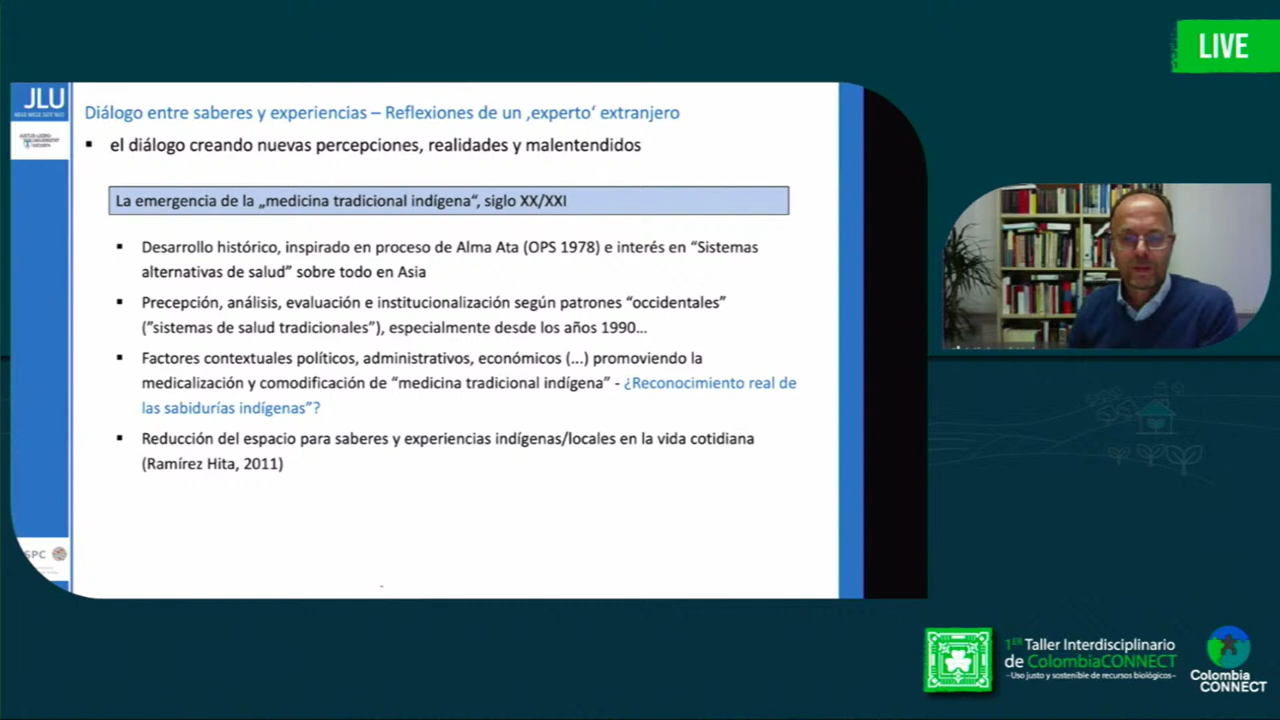 LIVE
JLU
Diálogo entre saberes y experiencias – Reflexiones de un ‚experto‘ extranjero
▪ el diálogo creando nuevas percepciones, realidades y malentendidos
La emergencia de la „medicina tradicional indígena“, siglo XX/XXI
▪ Desarrollo histórico, inspirado en proceso de Alma Ata (OPS 1978) e interés en “Sistemas
alternativas de salud” sobre todo en Asia
▪ Precepción, análisis, evaluación e institucionalización según patrones “occidentales”
(”sistemas de salud tradicionales”), especialmente desde los años 1990...
▪ Factores contextuales políticos, administrativos, económicos (...) promoviendo la
medicalización y comodificación de “medicina tradicional indígena” - ¿Reconocimiento real de
las sabidurías indígenas”?
▪ Reducción del espacio para saberes y experiencias indígenas/locales en la vida cotidiana
(Ramírez Hita, 2011)
1ER Taller Interdisciplinario
de ColombiaCONNECT
–Uso justo y sostenible de recursos biológicos–
Colombia
CONNECT